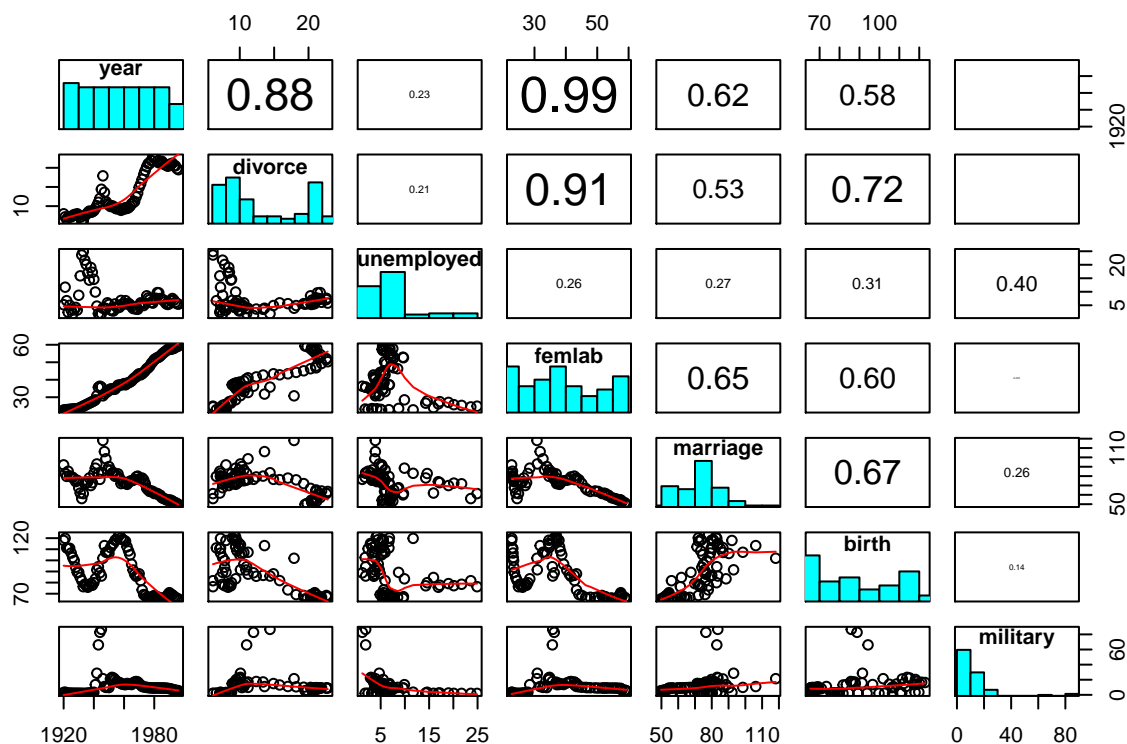 10 20 30 50 70 100
year 0.88 0.23 0.99 0.62 0.58
1920
10 divorce 0.21 0.91 0.53 0.72
unemployed 0.26 0.27 0.31 0.40 5 20
30 60 femlab 0.65 0.60
marriage 0.67 0.26 50 110
70 120 birth 0.14
military 0 60
1920 1980 5 15 25 50 80 110 0 40 80